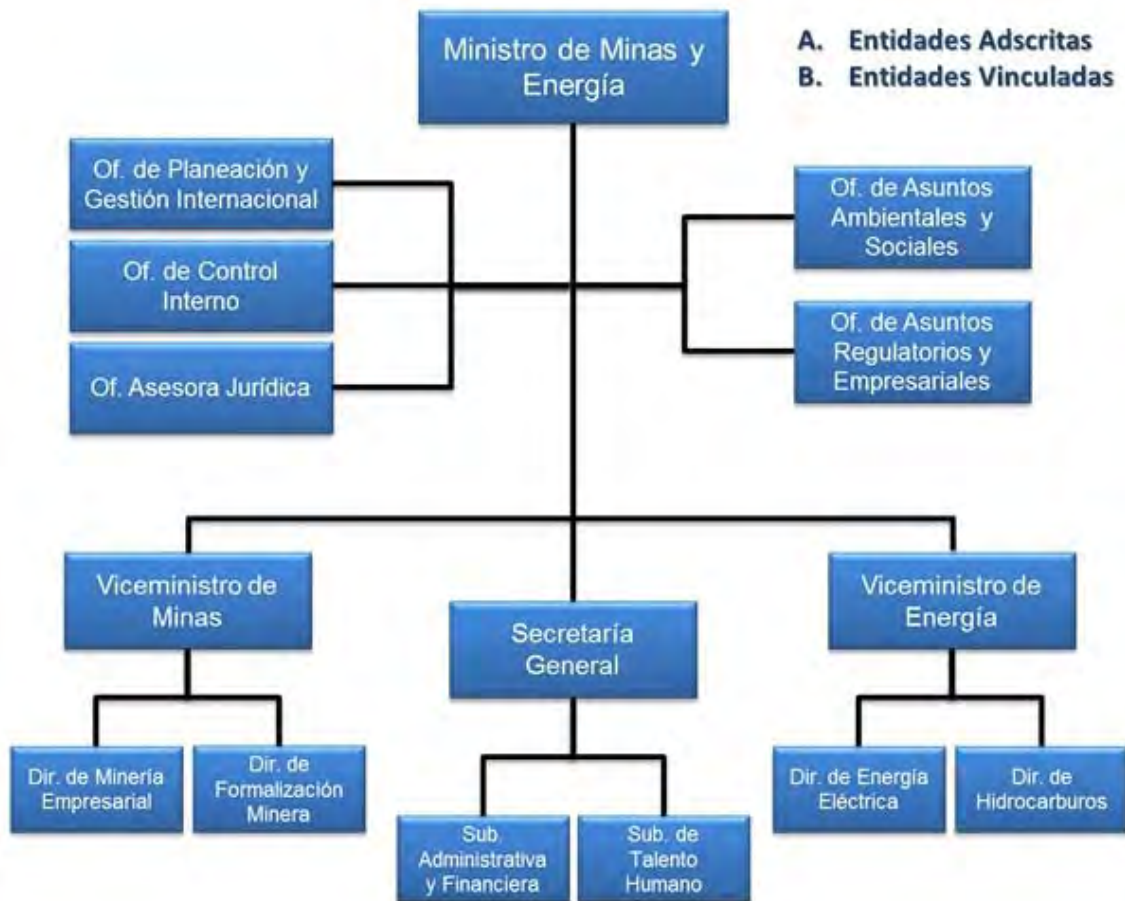 Ministro de Minas y
Energía
A. Entidades Adscritas
B. Entidades Vinculadas
Of. de Planeación y
Gestión Internacional
Of. de Control
Interno
Of. Asesora Jurídica
Of. de Asuntos
Ambientales y
Sociales
Of. de Asuntos
Regulatorios y
Empresariales
Viceministro de
Minas
Secretaría
General
Viceministro de
Energía
Dir. de Minería
Empresarial
Dir. de
Formalización
Minera
Sub.
Administrativa
y Financiera
Sub. de
Talento
Humano
Dir. de Energía
Eléctrica
Dir. de
Hidrocarburos